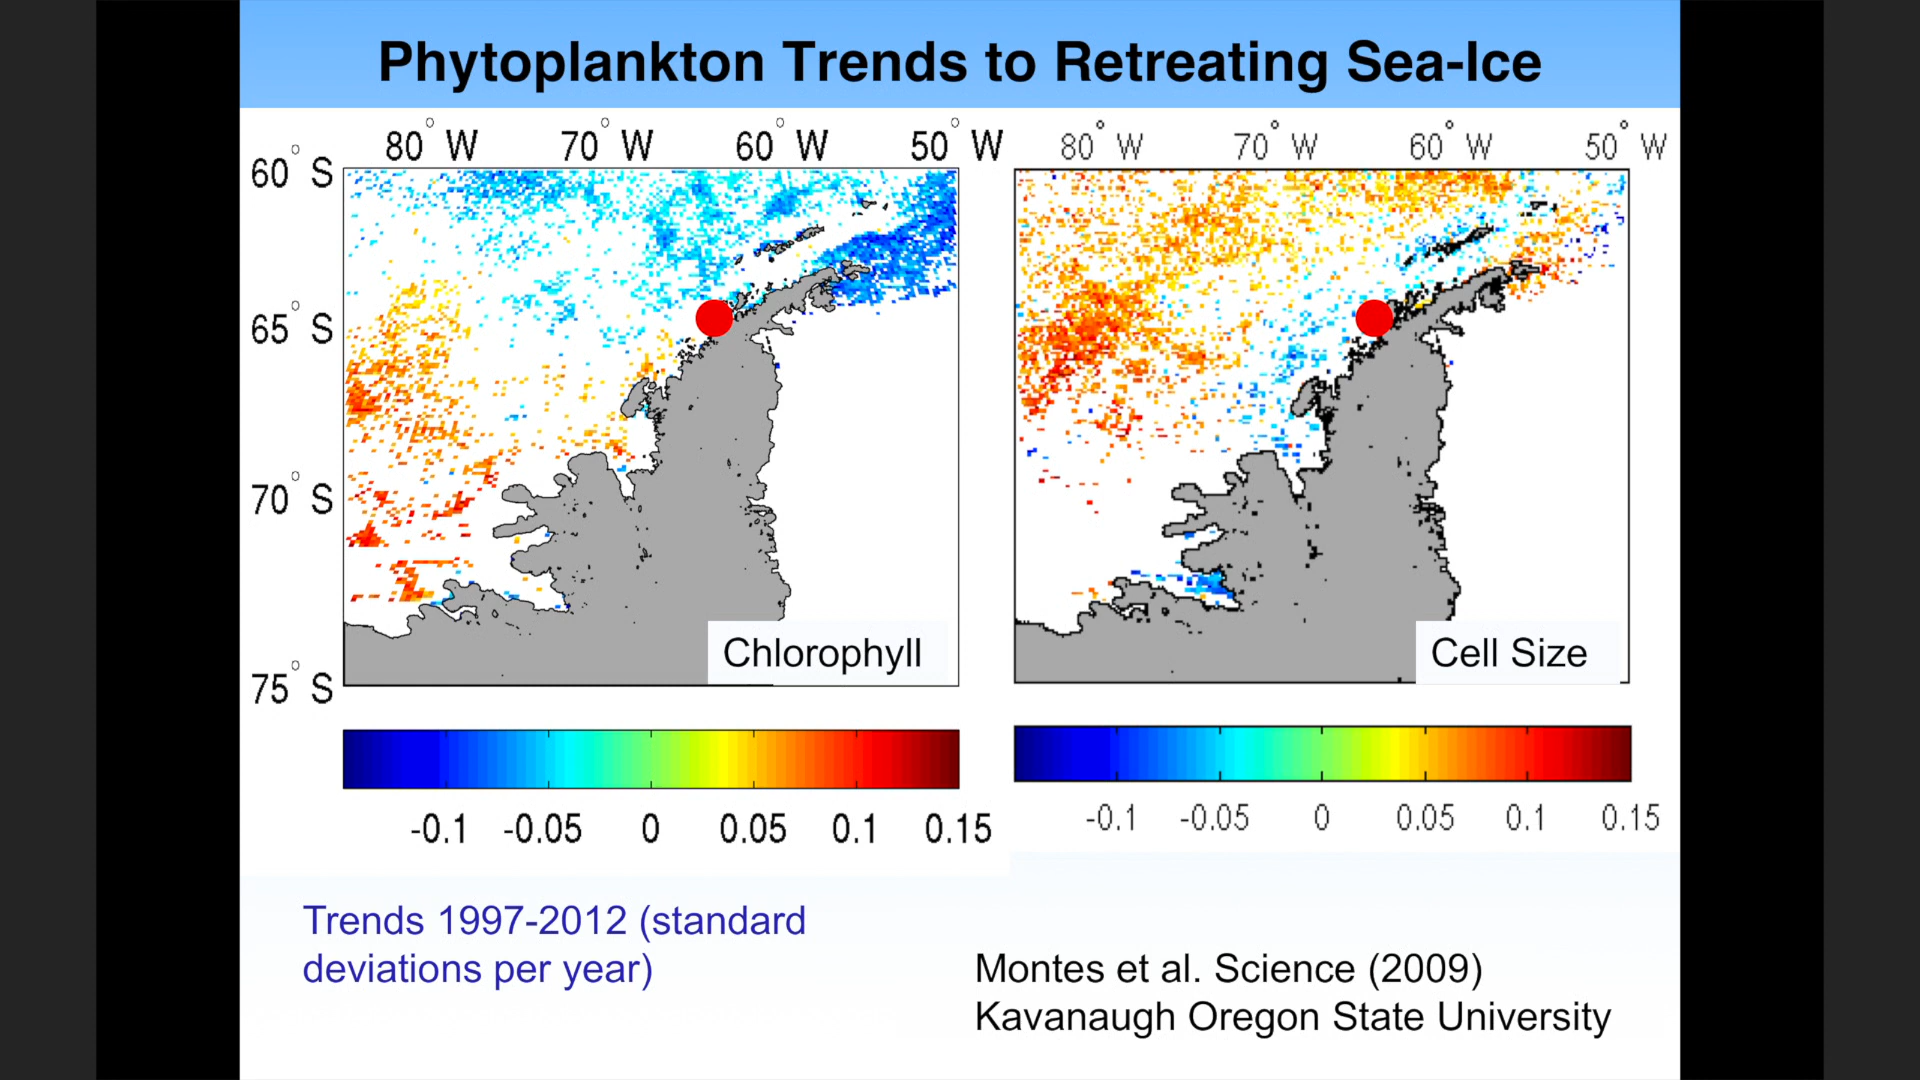 Phytoplankton Trends to Retreating Sea-Ice
80° W 70° W 60° W 50° W
80° W 70° W 60° W 50° W
60° S
65° S
70° S
75° S
Chlorophyll
Cell Size
-0.1 -0.05 0 0.05 0.1 0.15
-0.1 -0.05 0 0.05 0.1 0.15
Trends 1997-2012 (standard
deviations per year)
Montes et al. Science (2009)
Kavanaugh Oregon State University